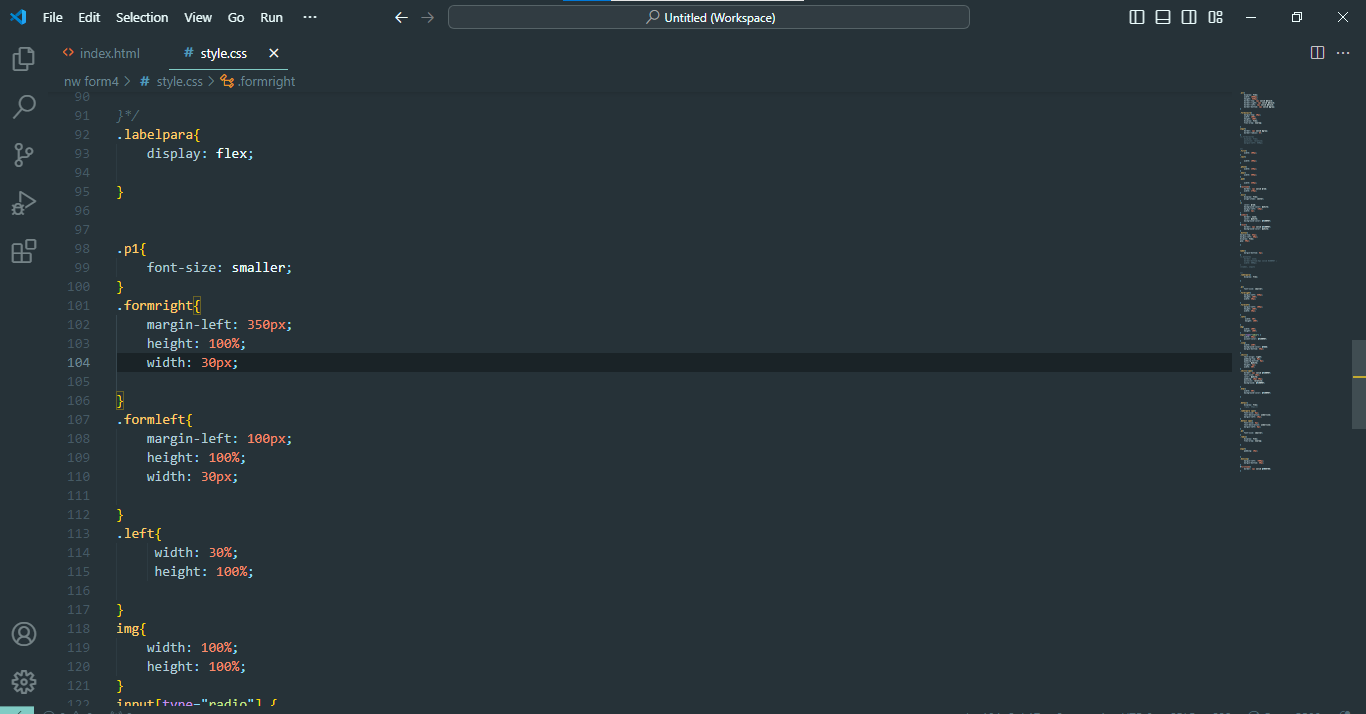 File Edit Selection View Go Run ···
Untitled (Workspace)
index.html
# style.css
nw form4 > # style.css > .formright
90
91 }*/
92 .labelpara{
93 display: flex;
94
95 }
96
97
98 .p1{
99 font-size: smaller;
100 }
101 .formright{
102 margin-left: 350px;
103 height: 100%;
104 width: 30px;
105
106 }
107 .formleft{
108 margin-left: 100px;
109 height: 100%;
110 width: 30px;
111
112 }
113 .left{
114 width: 30%;
115 height: 100%;
116
117 }
118 img{
119 width: 100%;
120 height: 100%;
121 }
122 input[type="radio"] {